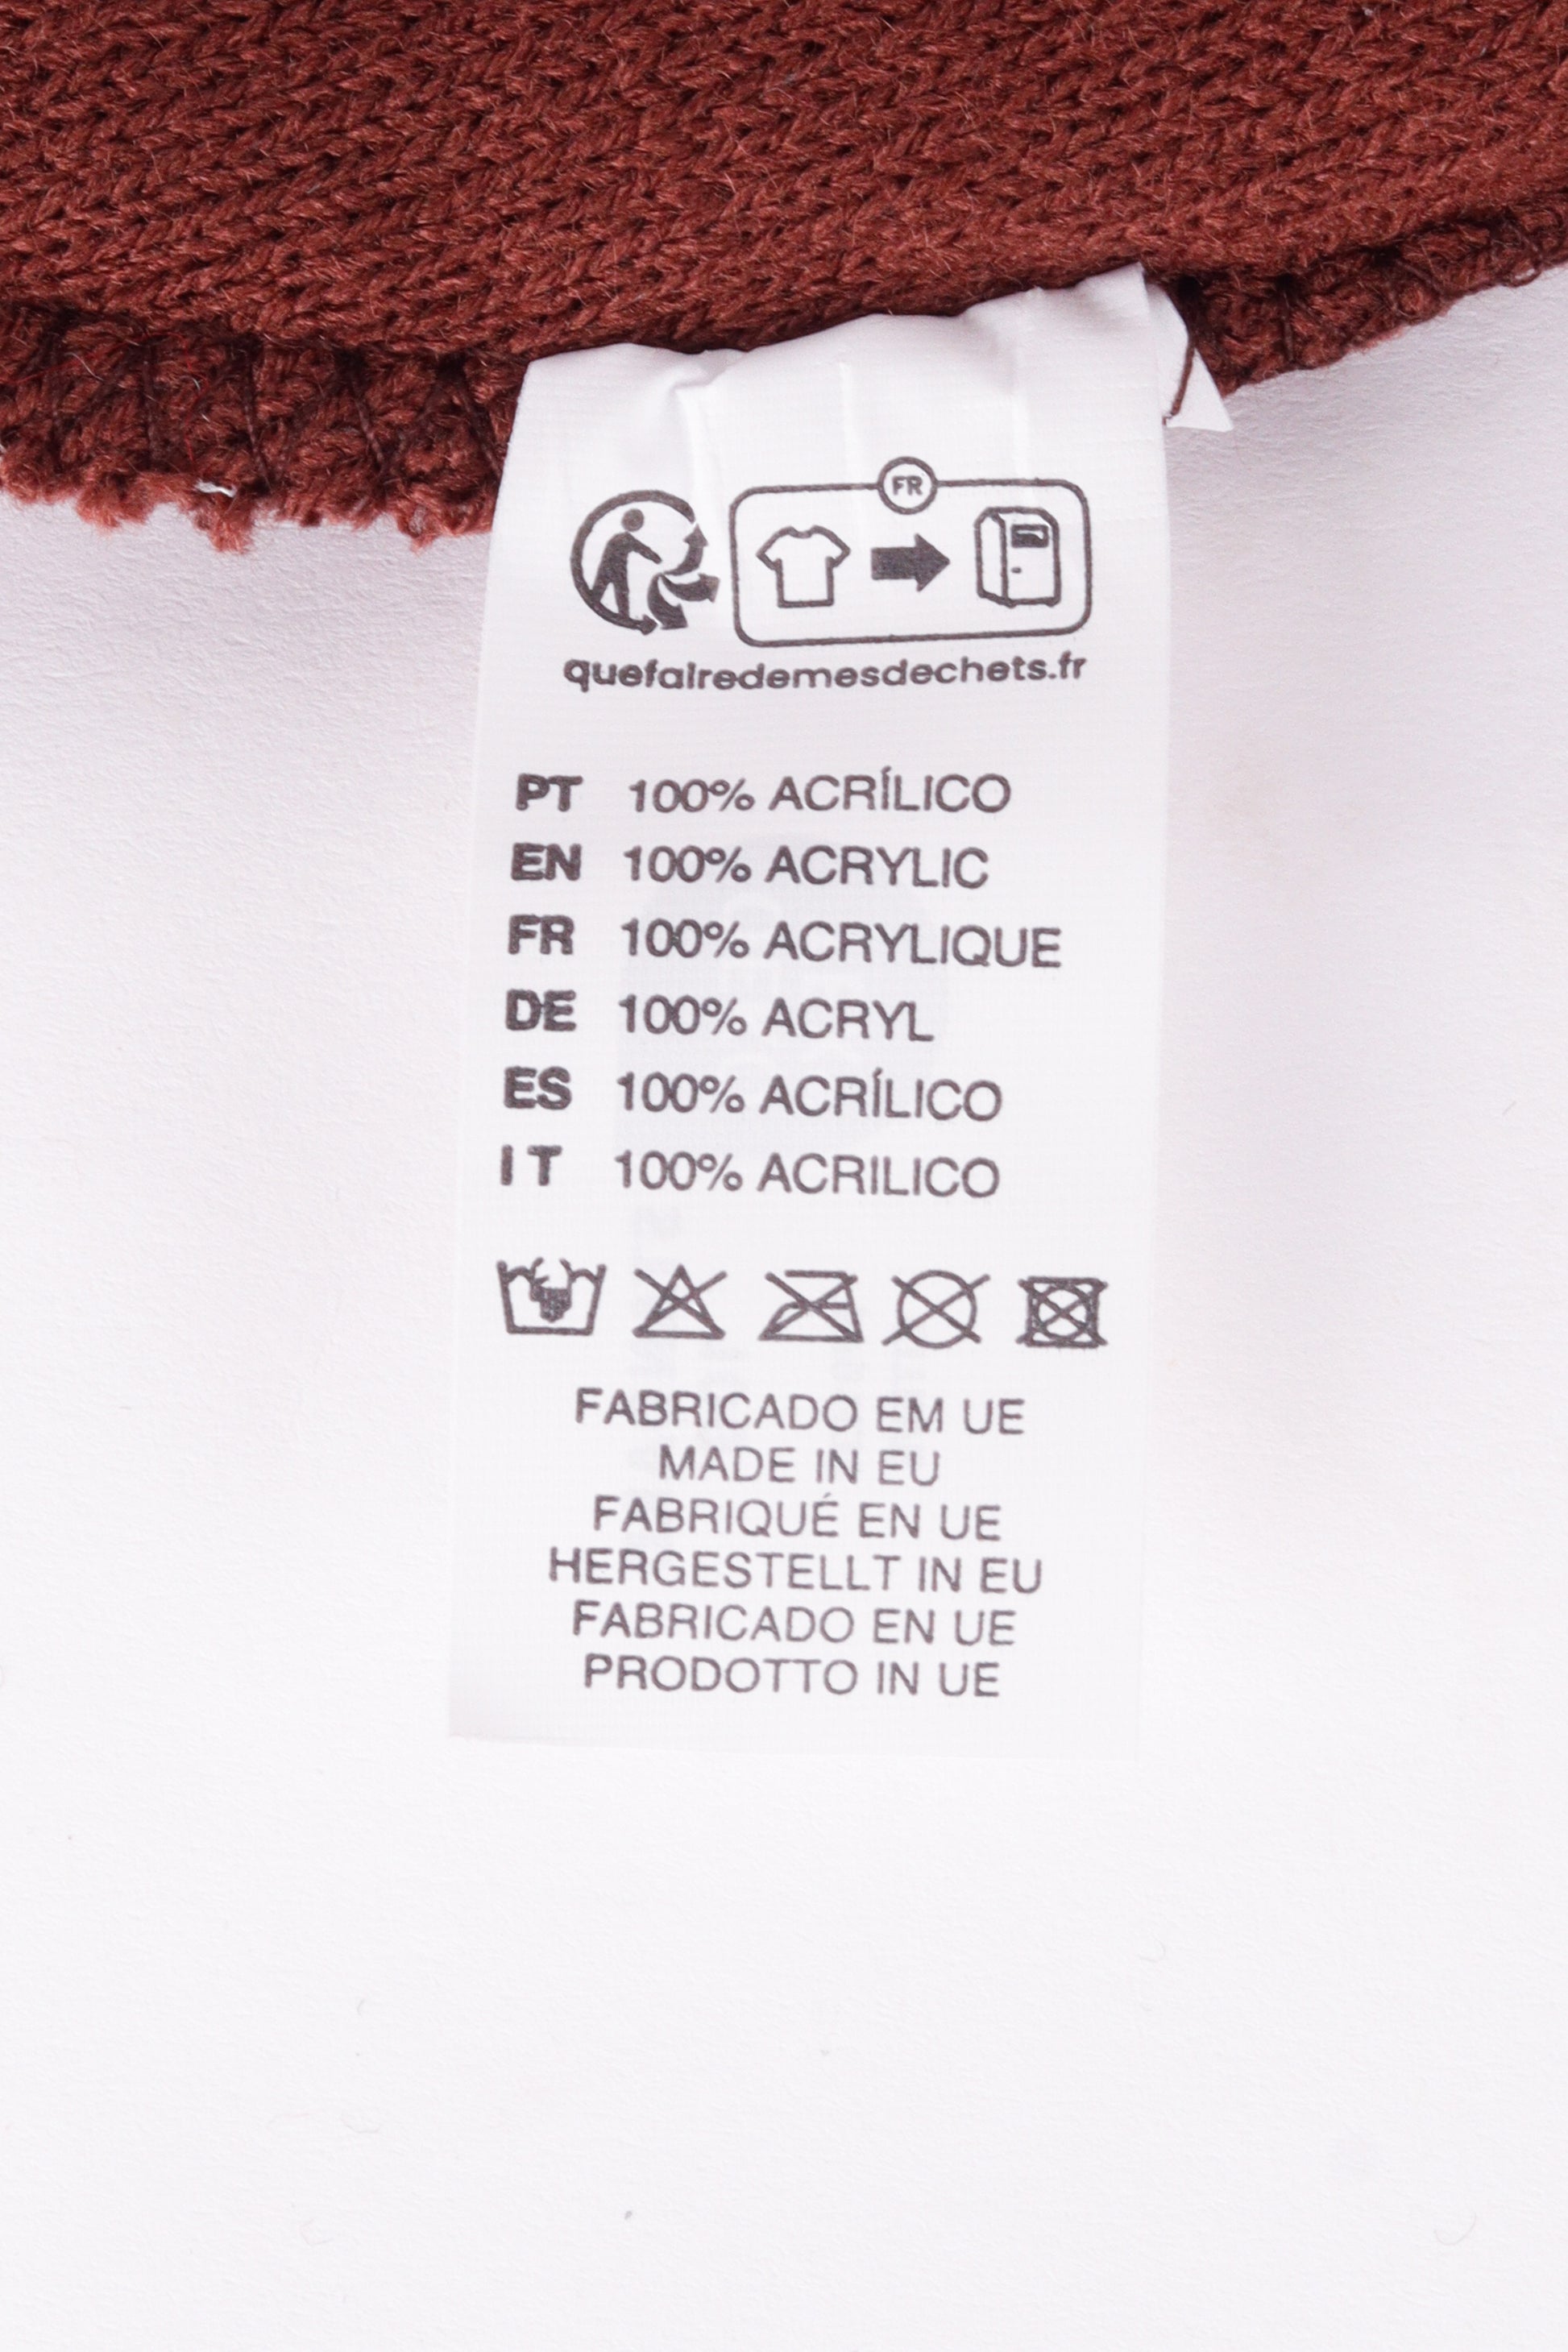 FR
quefairedemesdechets.fr
PT 100% ACRÍLICO
EN 100% ACRYLIC
FR 100% ACRYLIQUE
DE 100% ACRYL
ES 100% ACRÍLICO
IT 100% ACRILICO
FABRICADO EM UE
MADE IN EU
FABRIQUÉ EN UE
HERGESTELLT IN EU
FABRICADO EN UE
PRODOTTO IN UE